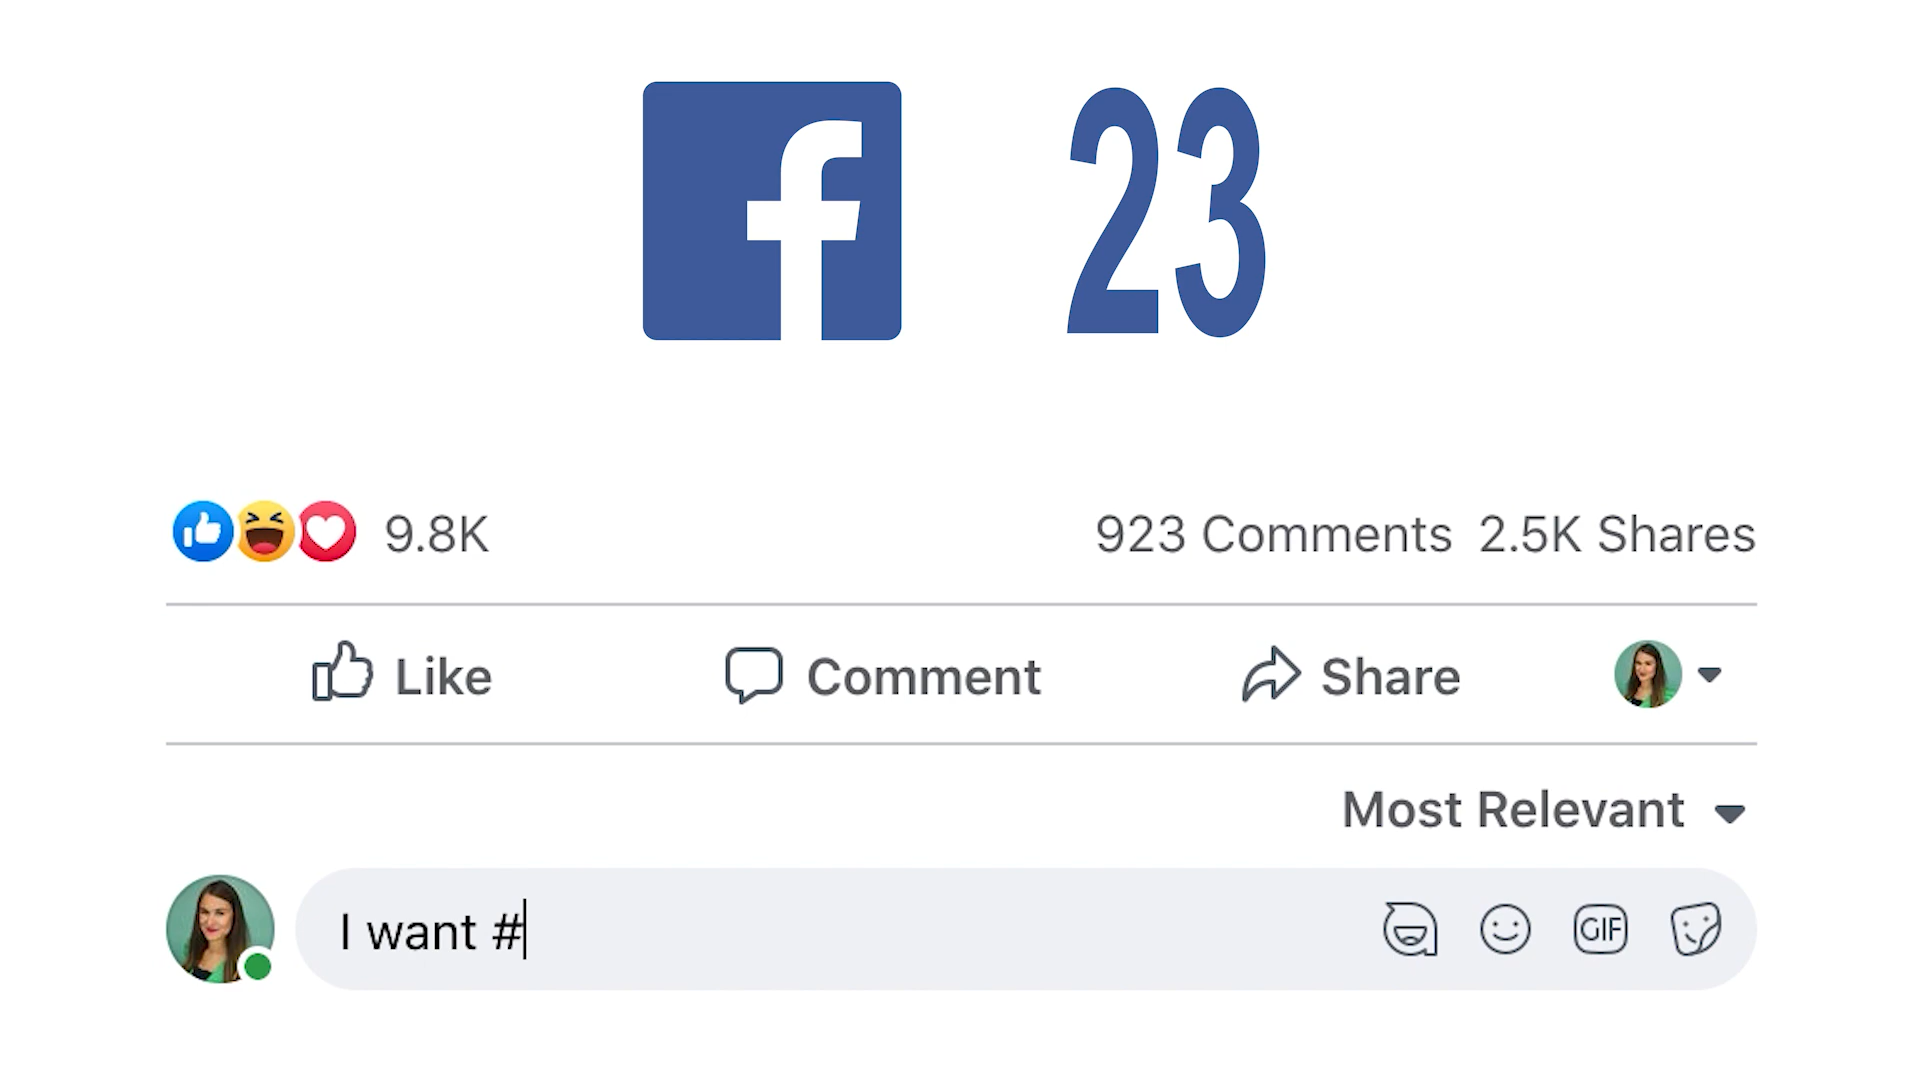 f 23
9.8K 923 Comments 2.5K Shares
Like Comment Share
Most Relevant
I want #
GIF